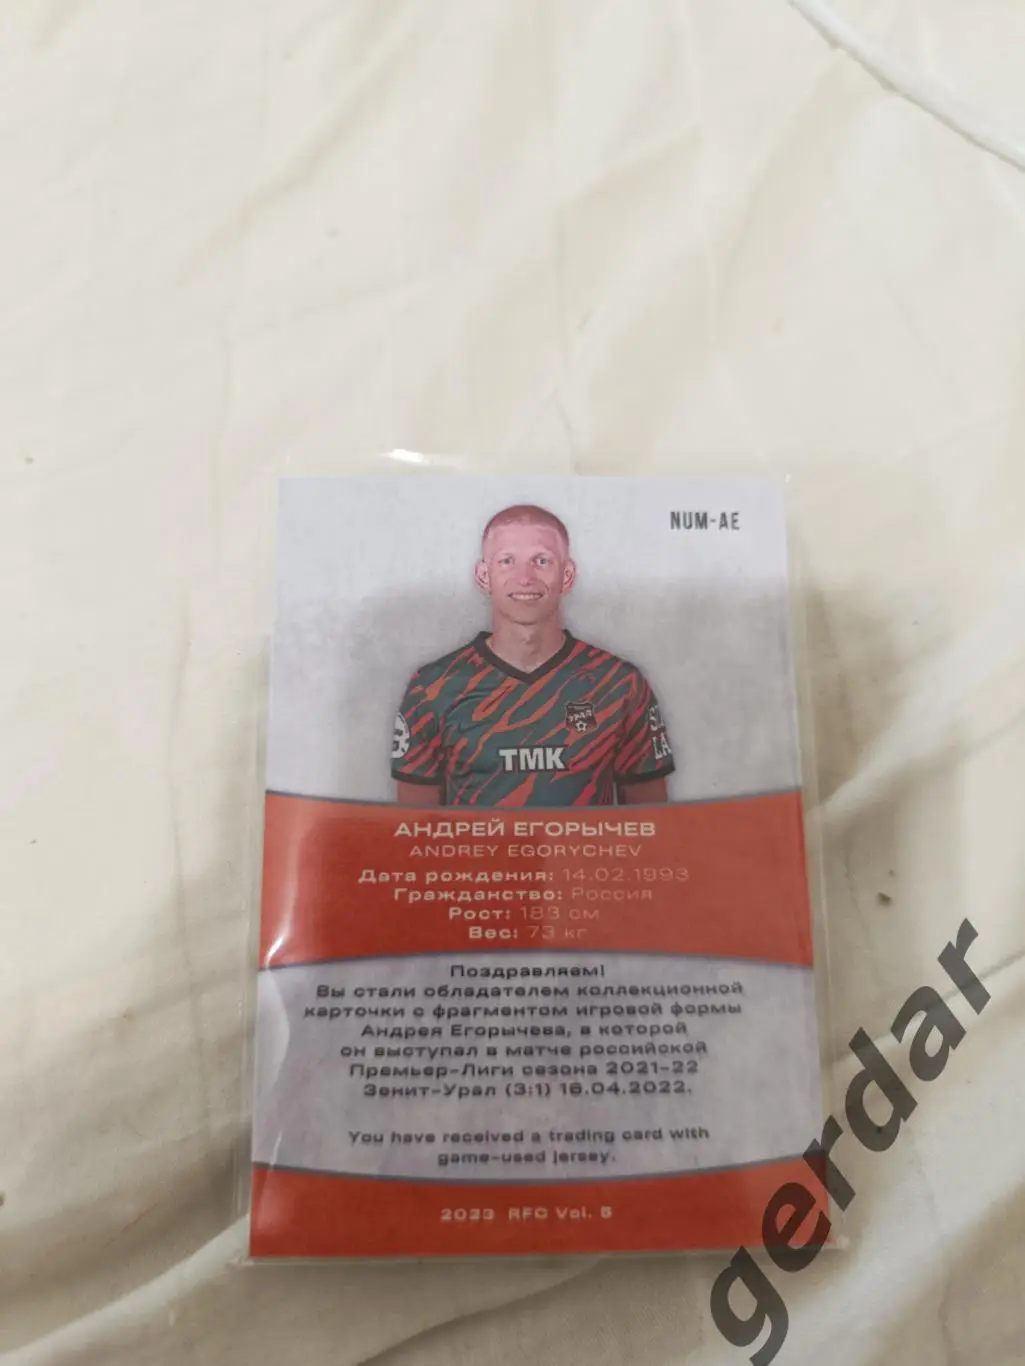 NUM-AE
УРАЛ
ТМК
АНДРЕЙ ЕГОРЫЧЕВ
ANDREY EGORYCHEV
Дата рождения: 14.02.1993
Гражданство: Россия
Рост: 183 см
Вес: 73 кг
Поздравляем!
Вы стали обладателем коллекционной
карточки с фрагментом игровой формы
Андрея Егорычева, в которой
он выступал в матче российской
Премьер-Лиги сезона 2021-22
Зенит-Урал (3:1) 16.04.2022.
You have received a trading card with
game-used jersey.
2023 RFC Vol. 5
gerdar